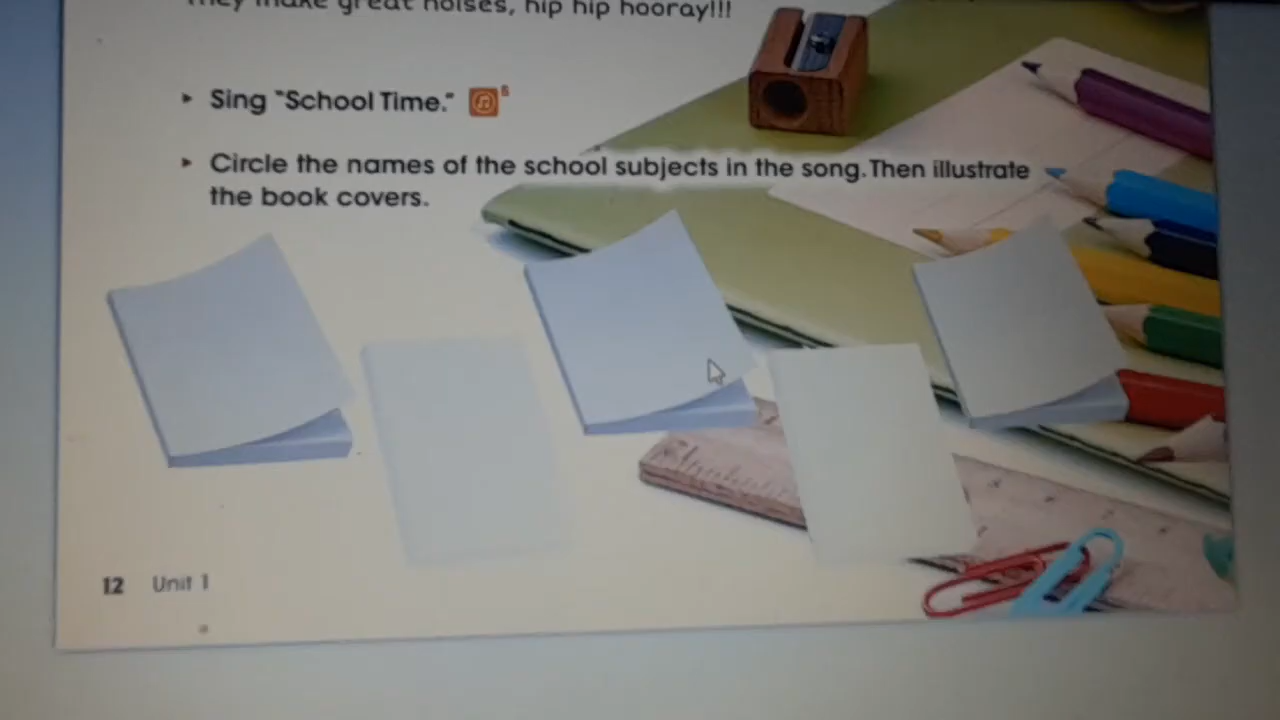 They make great noises, hip hip hooray!!!
▸ Sing "School Time."
▸ Circle the names of the school subjects in the song. Then illustrate
the book covers.
12 Unit 1